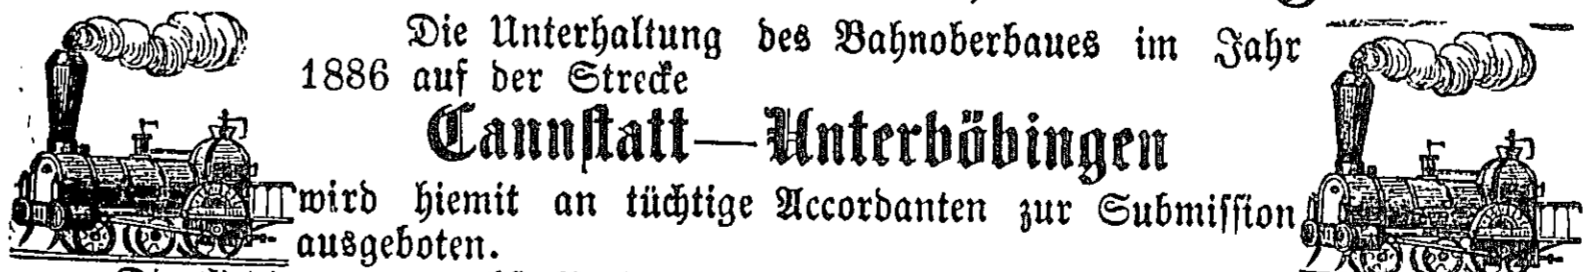 Die Unterhaltung des Bahnoberbaues im Jahr
1886 auf der Strecke
Cannstatt—Unterböbingen
wird hiemit an tüchtige Accordanten zur Submission
ausgeboten.